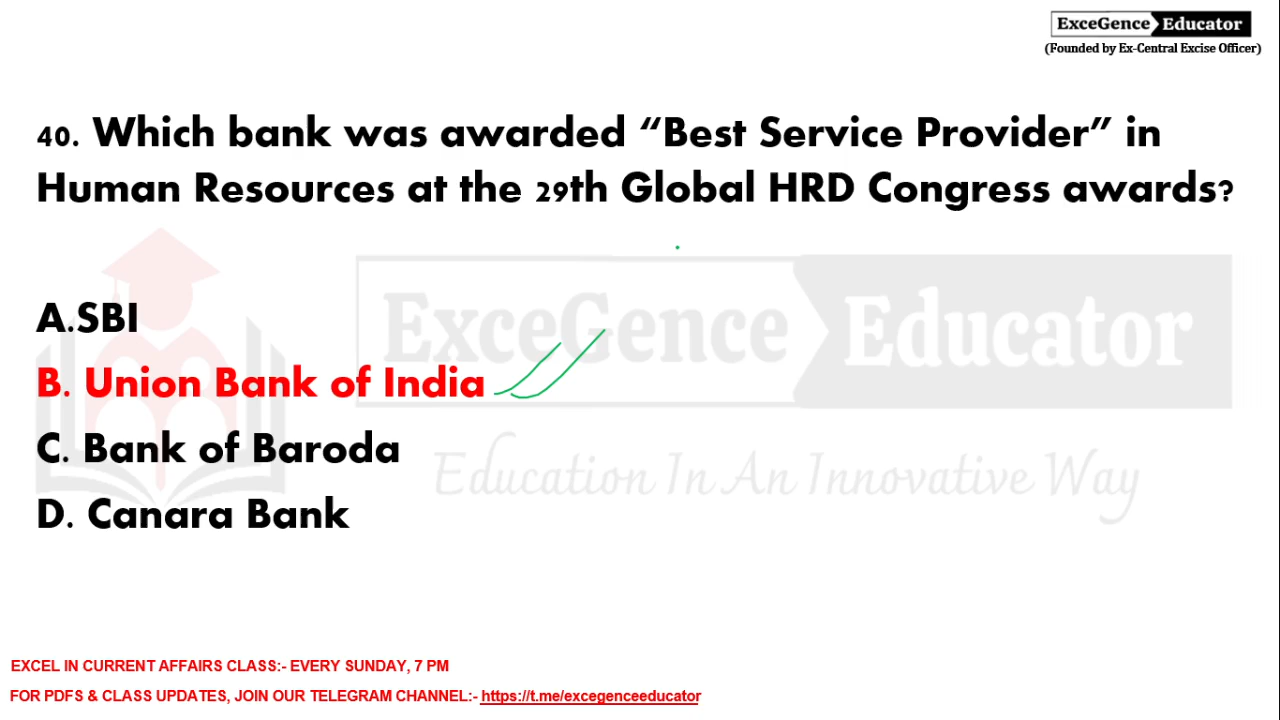 ExceGence Educator
(Founded by Ex-Central Excise Officer)
40. Which bank was awarded “Best Service Provider” in
Human Resources at the 29th Global HRD Congress awards?
ExceGence Educator
A.SBI
B. Union Bank of India
C. Bank of Baroda
Education In An Innovative Way
D. Canara Bank
EXCEL IN CURRENT AFFAIRS CLASS:- EVERY SUNDAY, 7 PM
FOR PDFS & CLASS UPDATES, JOIN OUR TELEGRAM CHANNEL:- https://t.me/excegenceeducator